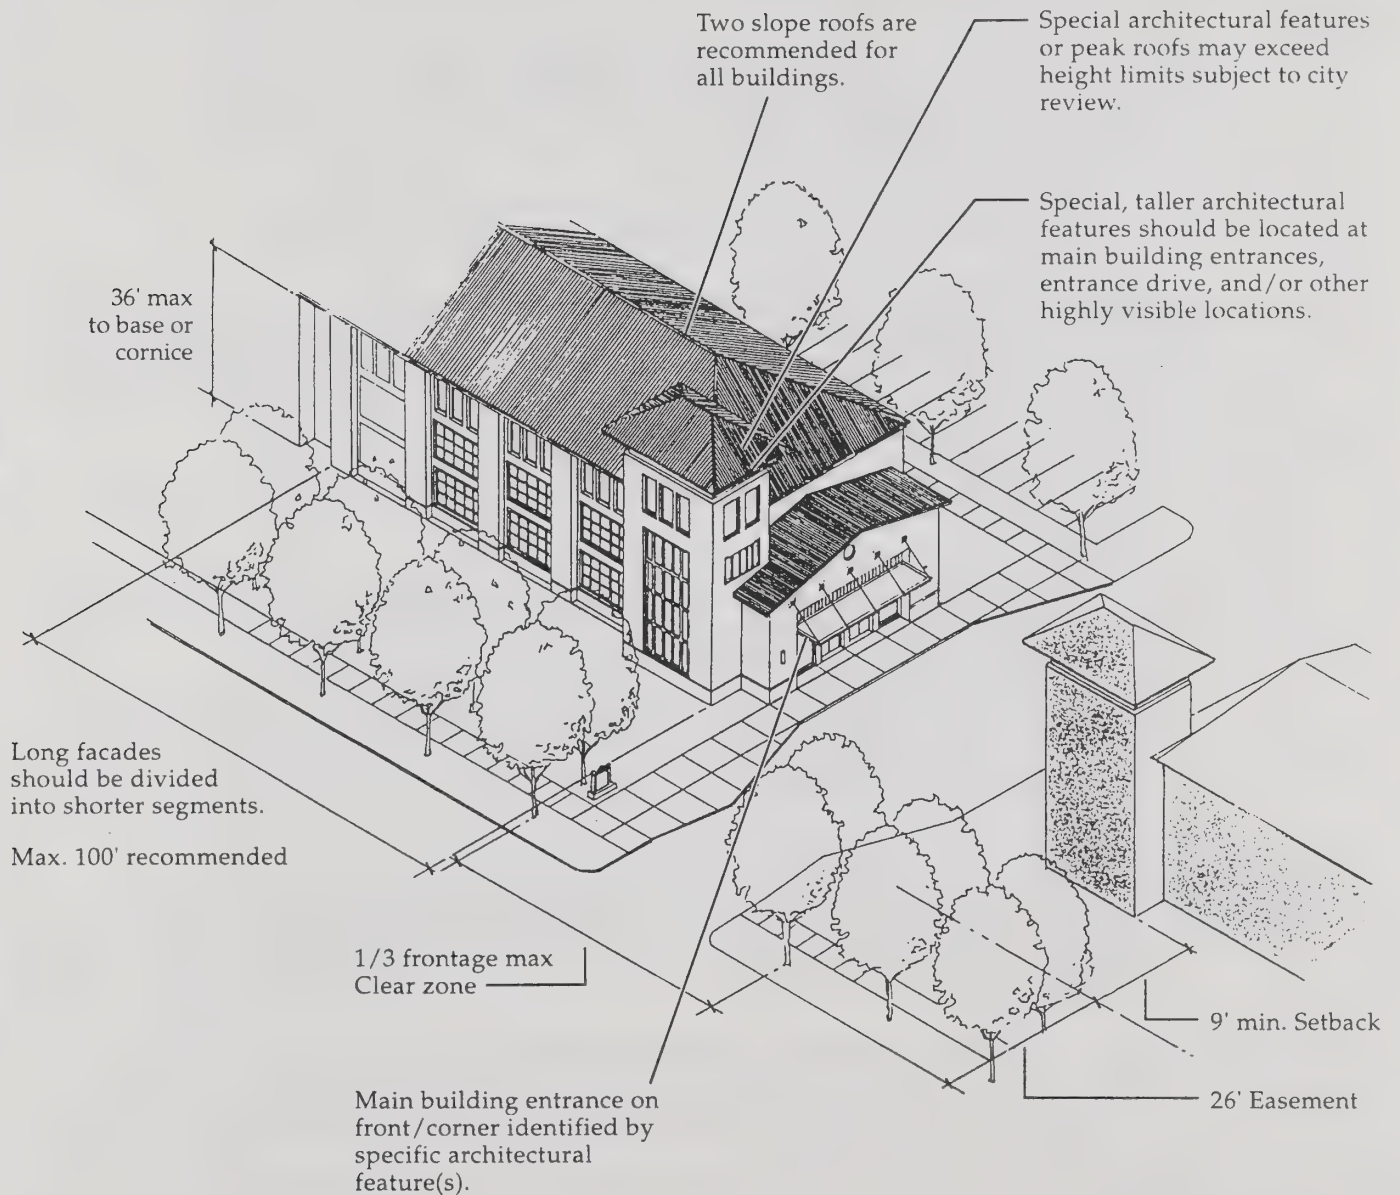 Two slope roofs are
recommended for
all buildings.
Special architectural features
or peak roofs may exceed
height limits subject to city
review.
Special, taller architectural
features should be located at
main building entrances,
entrance drive, and/or other
highly visible locations.
36' max
to base or
cornice
Long facades
should be divided
into shorter segments.
Max. 100' recommended
1/3 frontage max
Clear zone
9' min. Setback
26' Easement
Main building entrance on
front/corner identified by
specific architectural
feature(s).